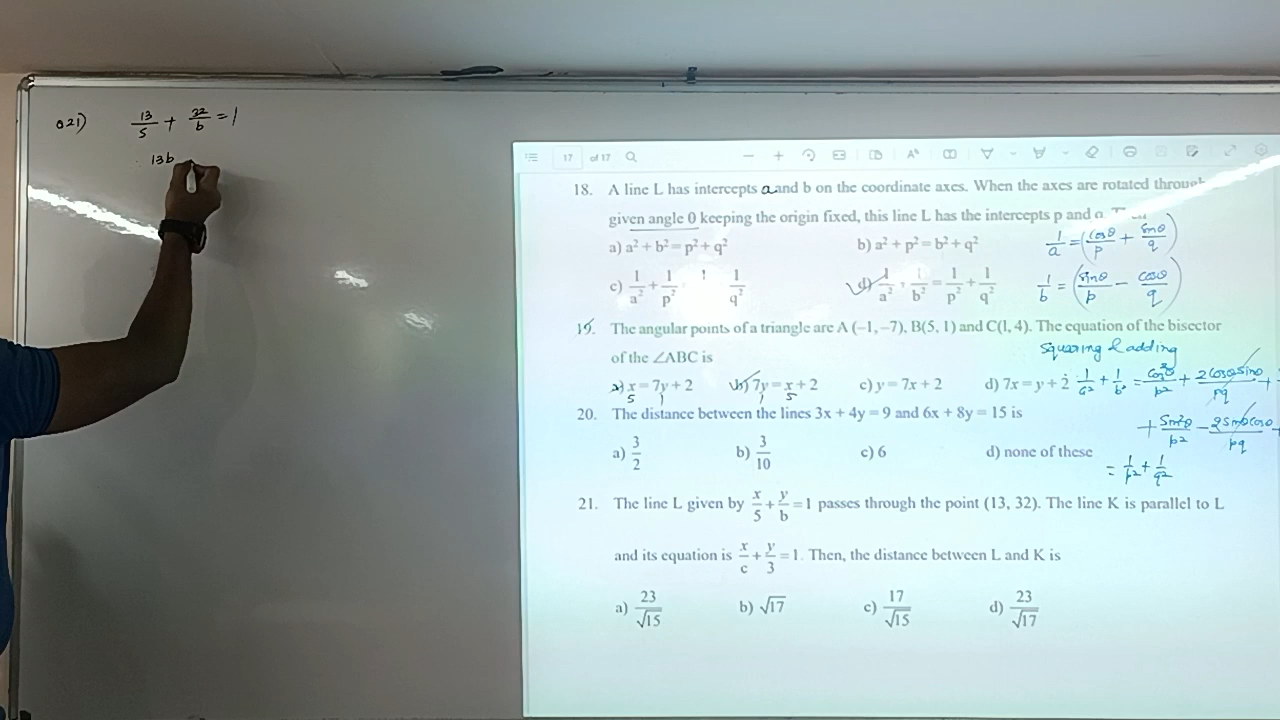 Q21) 13/5 + 32/b = 1
13b
17 of 17
18. A line L has intercepts a and b on the coordinate axes. When the axes are rotated through
given angle θ keeping the origin fixed, this line L has the intercepts p and q.
a) a² + b² = p² + q² b) a² + p² = b² + q²
1/a = (cosθ/p + sinθ/q)
c) 1/a² + 1/p² 1/q² d) 1/a² + 1/b² = 1/p² + 1/q²
1/b = (sinθ/p − cosθ/q)
19. The angular points of a triangle are A (−1, −7), B(5, 1) and C(1, 4). The equation of the bisector
of the ∠ABC is
Squaring & adding
a) x = 7y + 2 b) 7y = x + 2 c) y = 7x + 2 d) 7x = y + 2
5 1 1 5
1/a² + 1/b² = cos²θ/p² + 2cosθsinθ/pq +
20. The distance between the lines 3x + 4y = 9 and 6x + 8y = 15 is
+ sin²θ/p² − 2sinθcosθ/pq
a) 3/2 b) 3/10 c) 6 d) none of these
= 1/p² + 1/q²
21. The line L given by x/5 + y/b = 1 passes through the point (13, 32). The line K is parallel to L
and its equation is x/c + y/3 = 1. Then, the distance between L and K is
a) 23/√15 b) √17 c) 17/√15 d) 23/√17